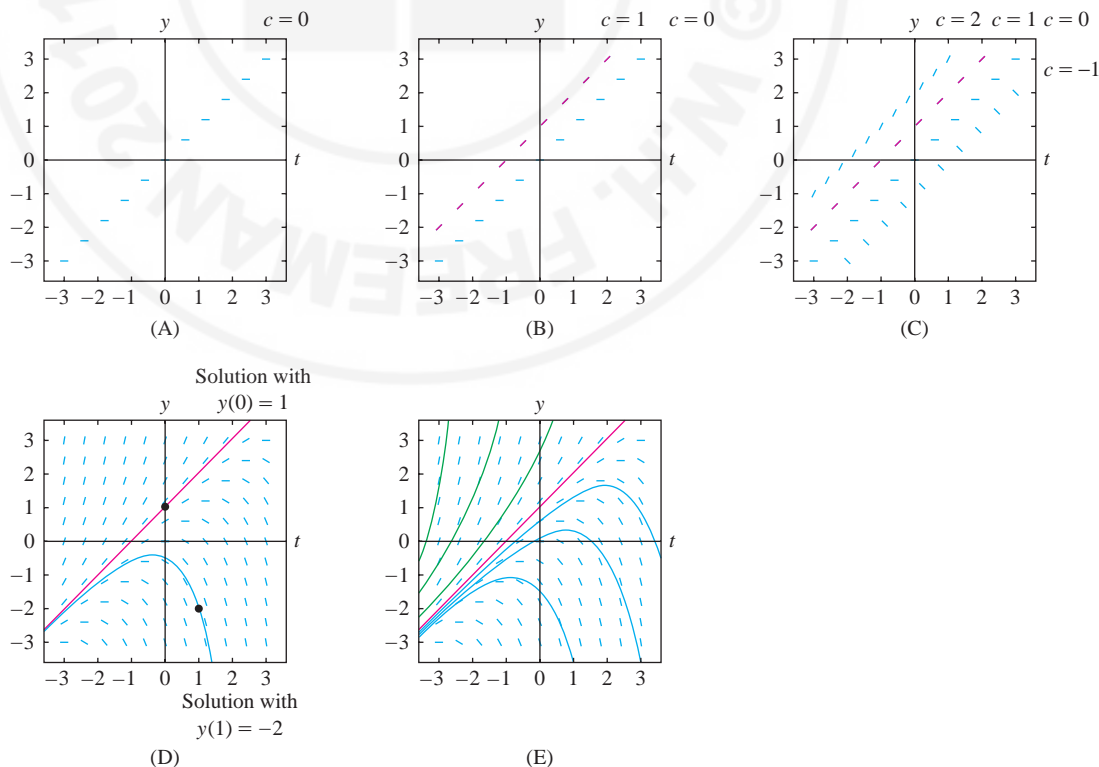 y c = 0
3
2
1
0
−1
−2
−3
t
−3 −2 −1 0 1 2 3
(A)
y c = 1 c = 0
3
2
1
0
−1
−2
−3
t
−3 −2 −1 0 1 2 3
(B)
y c = 2 c = 1 c = 0
c = −1
3
2
1
0
−1
−2
−3
t
−3 −2 −1 0 1 2 3
(C)
Solution with
y y(0) = 1
3
2
1
0
−1
−2
−3
t
−3 −2 −1 0 1 2 3
Solution with
y(1) = −2
(D)
y
3
2
1
0
−1
−2
−3
t
−3 −2 −1 0 1 2 3
(E)
© W.H. FREEMAN 2011